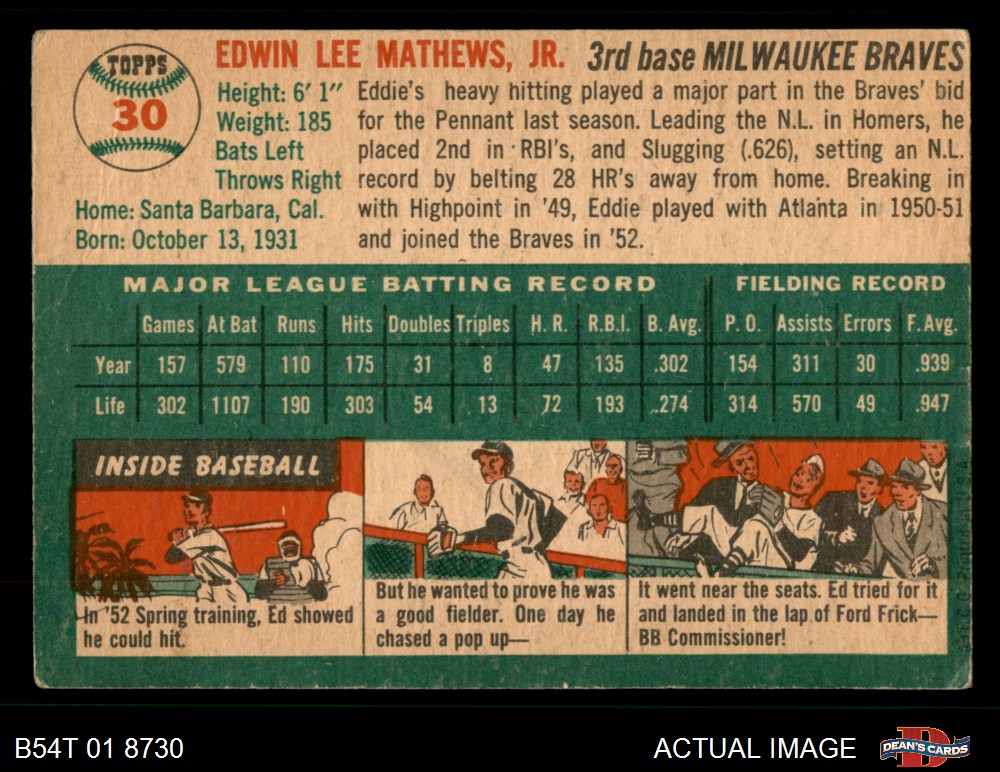 TOPPS
30
EDWIN LEE MATHEWS, JR. 3rd base MILWAUKEE BRAVES
Height: 6' 1"
Weight: 185
Bats Left
Throws Right
Home: Santa Barbara, Cal.
Born: October 13, 1931
Eddie's heavy hitting played a major part in the Braves' bid
for the Pennant last season. Leading the N.L. in Homers, he
placed 2nd in RBI's, and Slugging (.626), setting an N.L.
record by belting 28 HR's away from home. Breaking in
with Highpoint in '49, Eddie played with Atlanta in 1950-51
and joined the Braves in '52.
MAJOR LEAGUE BATTING RECORD FIELDING RECORD
Games At Bat Runs Hits Doubles Triples H. R. R.B.I. B. Avg. P. O. Assists Errors F. Avg.
Year 157 579 110 175 31 8 47 135 .302 154 311 30 .939
Life 302 1107 190 303 54 13 72 193 .274 314 570 49 .947
INSIDE BASEBALL
In '52 Spring training, Ed showed
he could hit.
But he wanted to prove he was
a good fielder. One day he
chased a pop up—
It went near the seats. Ed tried for it
and landed in the lap of Ford Frick—
BB Commissioner!
B54T 01 8730
ACTUAL IMAGE
DEAN'S CARDS